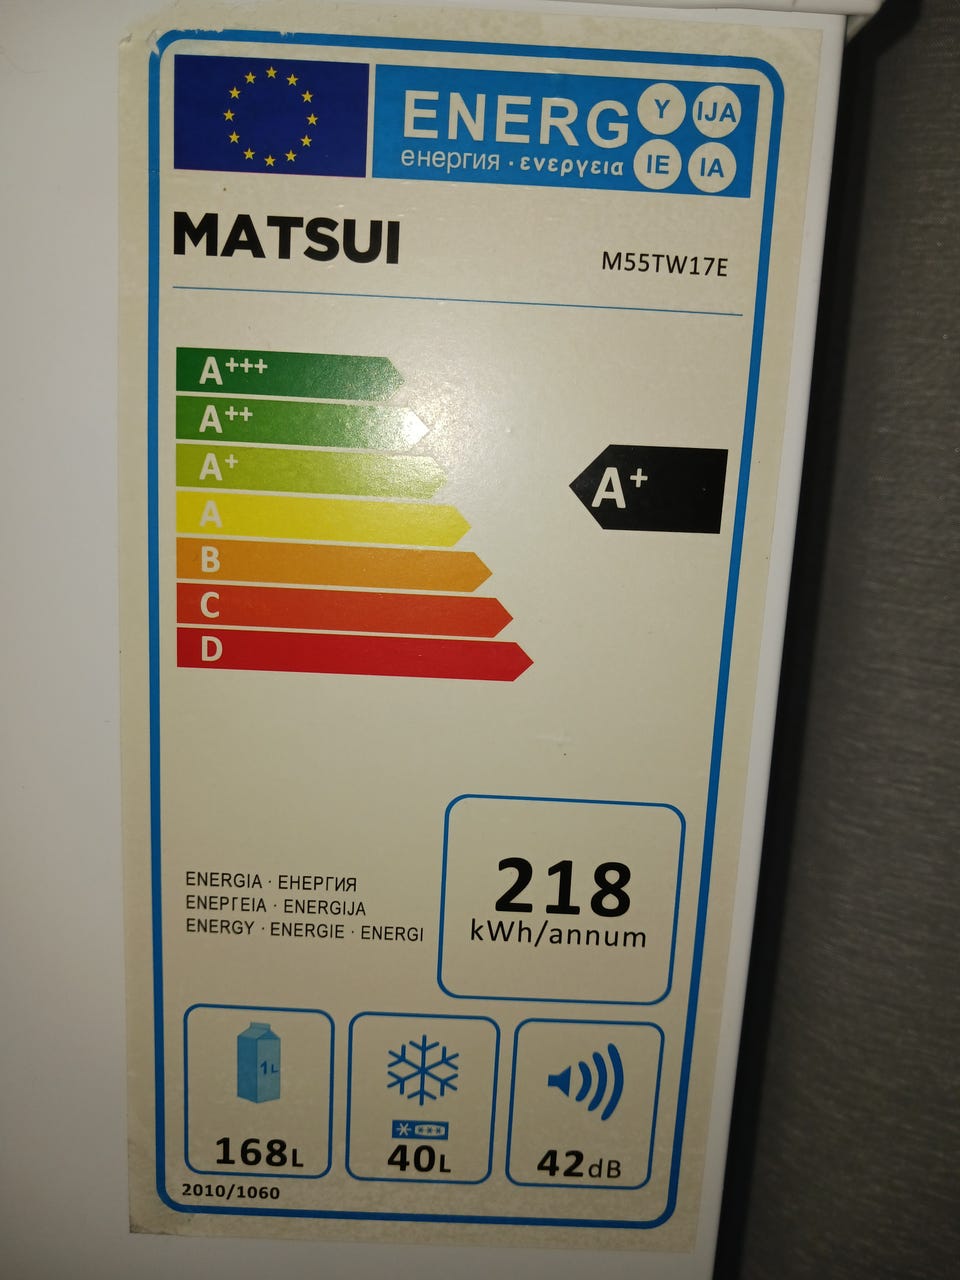 ENERG Y IJA
енергия · ενεργεια IE IA
MATSUI
M55TW17E
A+++
A++
A+
A+
A
B
C
D
ENERGIA · ЕНЕРГИЯ
ΕΝΕΡΓΕΙΑ · ENERGIJA
ENERGY · ENERGIE · ENERGI
218
kWh/annum
1L
168L
40L
42dB
2010/1060